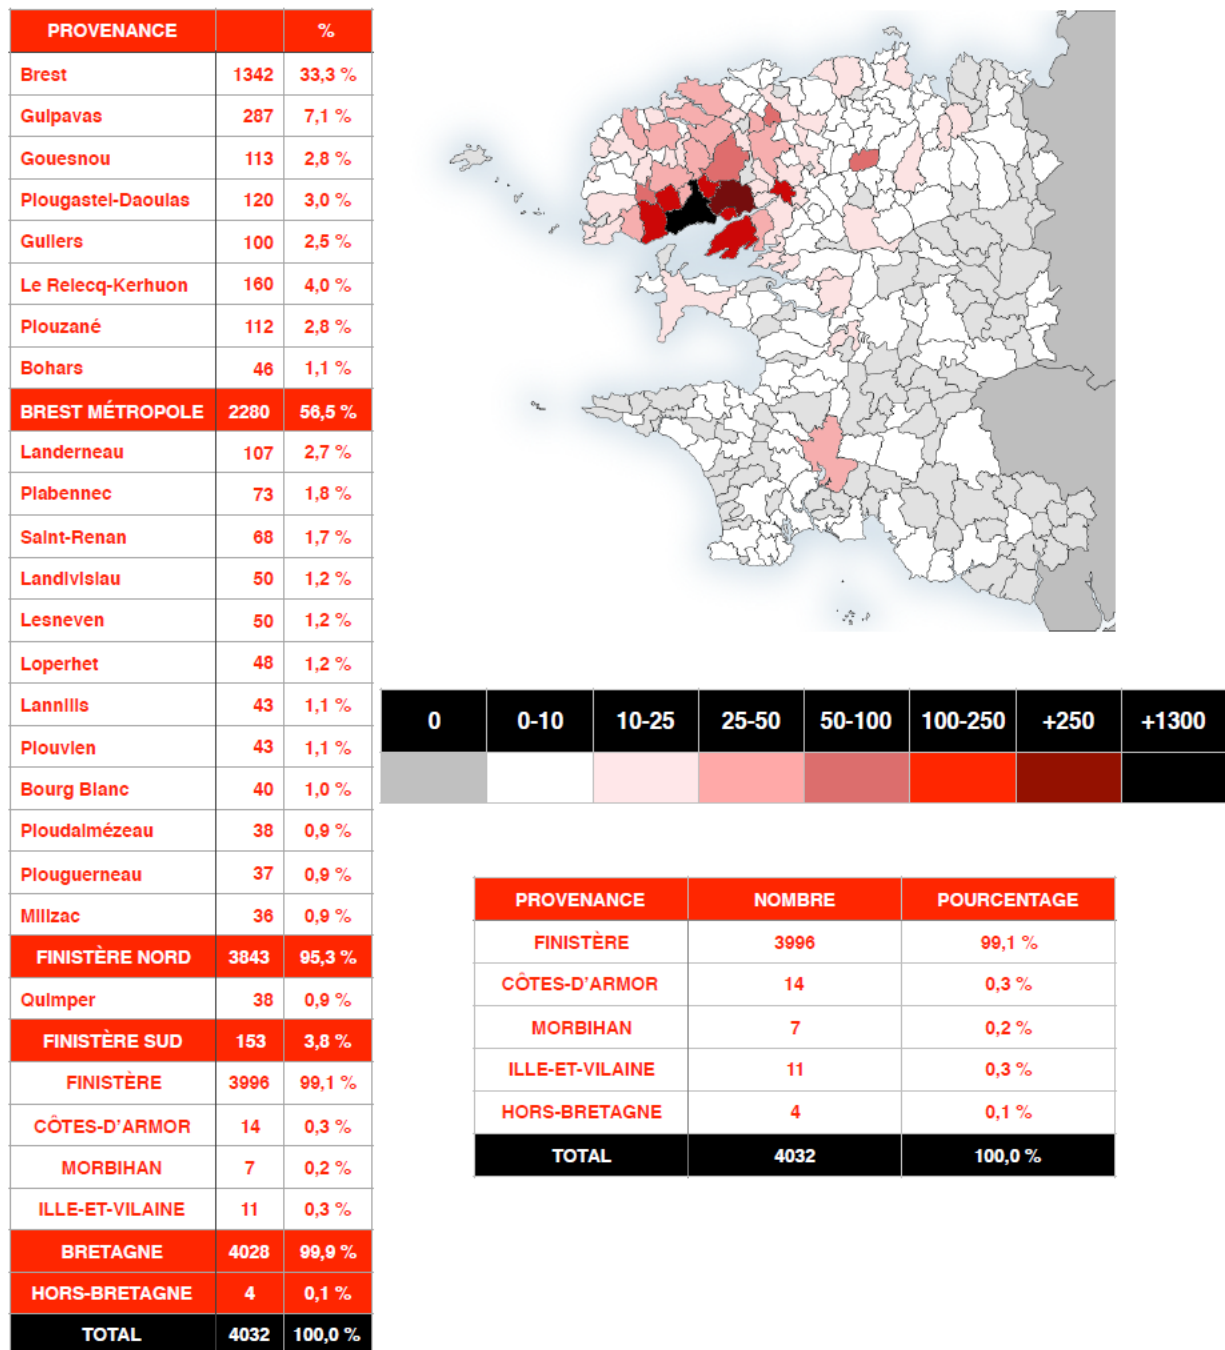 PROVENANCE %
Brest 1342 33,3 %
Guipavas 287 7,1 %
Gouesnou 113 2,8 %
Plougastel-Daoulas 120 3,0 %
Guilers 100 2,5 %
Le Relecq-Kerhuon 160 4,0 %
Plouzané 112 2,8 %
Bohars 46 1,1 %
BREST MÉTROPOLE 2280 56,5 %
Landerneau 107 2,7 %
Plabennec 73 1,8 %
Saint-Renan 68 1,7 %
Landivisiau 50 1,2 %
Lesneven 50 1,2 %
Loperhet 48 1,2 %
Lannilis 43 1,1 %
Plouvien 43 1,1 %
Bourg Blanc 40 1,0 %
Ploudalmézeau 38 0,9 %
Plouguerneau 37 0,9 %
Milizac 36 0,9 %
FINISTÈRE NORD 3843 95,3 %
Quimper 38 0,9 %
FINISTÈRE SUD 153 3,8 %
FINISTÈRE 3996 99,1 %
CÔTES-D'ARMOR 14 0,3 %
MORBIHAN 7 0,2 %
ILLE-ET-VILAINE 11 0,3 %
BRETAGNE 4028 99,9 %
HORS-BRETAGNE 4 0,1 %
TOTAL 4032 100,0 %
0 0-10 10-25 25-50 50-100 100-250 +250 +1300
PROVENANCE NOMBRE POURCENTAGE
FINISTÈRE 3996 99,1 %
CÔTES-D'ARMOR 14 0,3 %
MORBIHAN 7 0,2 %
ILLE-ET-VILAINE 11 0,3 %
HORS-BRETAGNE 4 0,1 %
TOTAL 4032 100,0 %